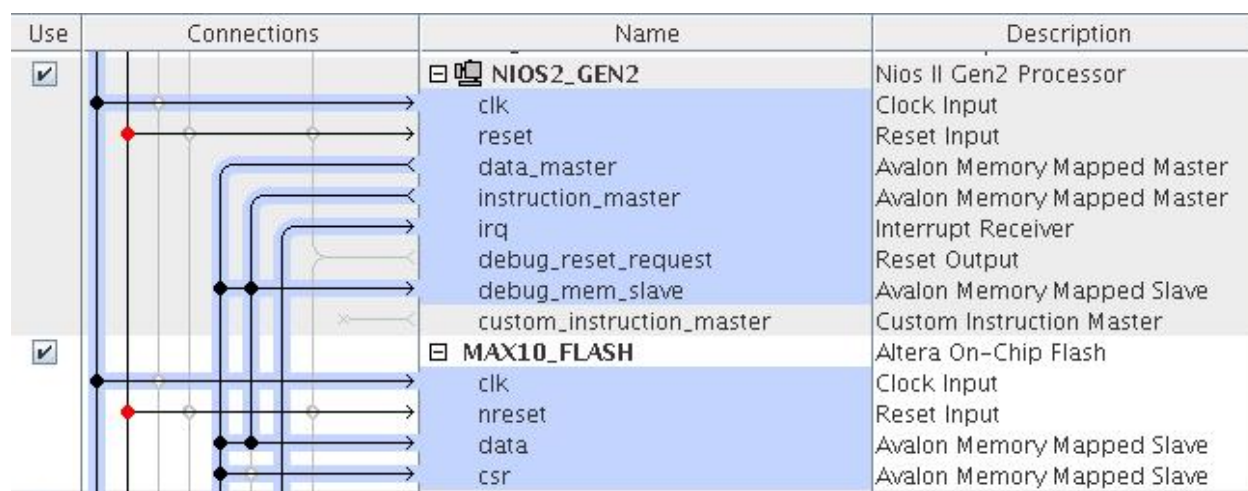 Use Connections Name Description
NIOS2_GEN2 Nios II Gen2 Processor
clk Clock Input
reset Reset Input
data_master Avalon Memory Mapped Master
instruction_master Avalon Memory Mapped Master
irq Interrupt Receiver
debug_reset_request Reset Output
debug_mem_slave Avalon Memory Mapped Slave
custom_instruction_master Custom Instruction Master
MAX10_FLASH Altera On-Chip Flash
clk Clock Input
nreset Reset Input
data Avalon Memory Mapped Slave
csr Avalon Memory Mapped Slave